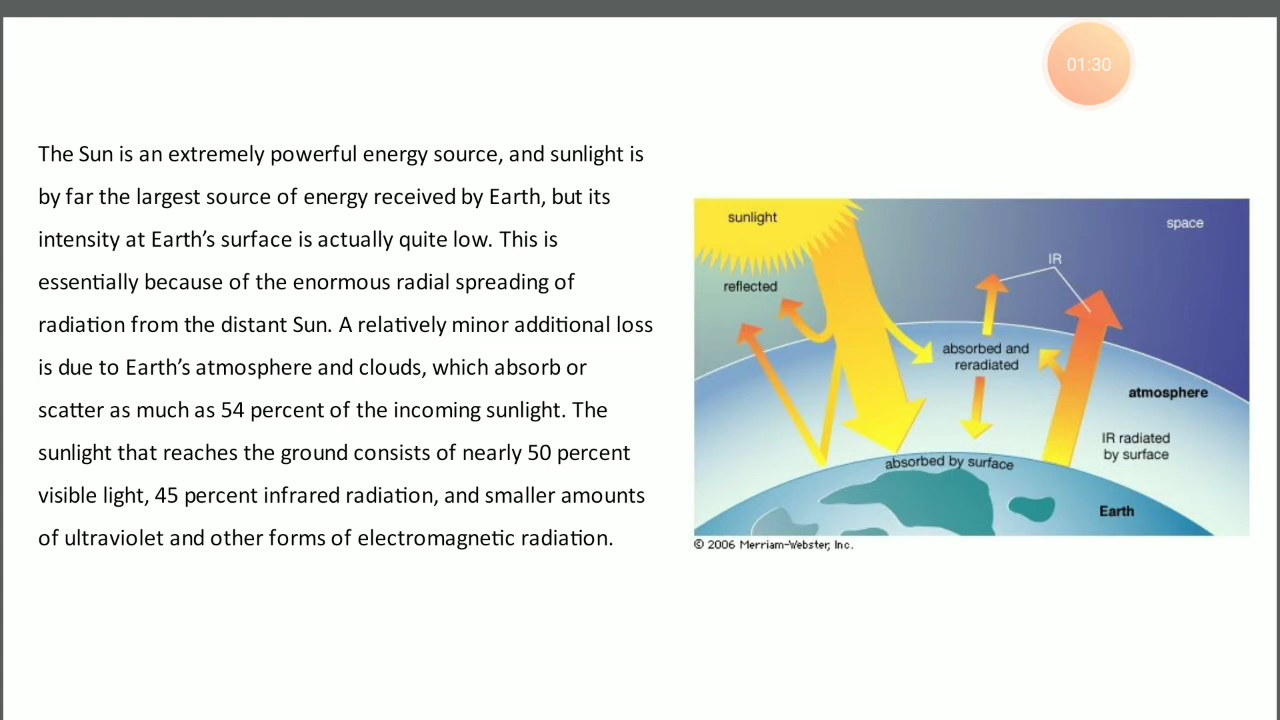 01:30
The Sun is an extremely powerful energy source, and sunlight is
by far the largest source of energy received by Earth, but its
intensity at Earth’s surface is actually quite low. This is
essentially because of the enormous radial spreading of
radiation from the distant Sun. A relatively minor additional loss
is due to Earth’s atmosphere and clouds, which absorb or
scatter as much as 54 percent of the incoming sunlight. The
sunlight that reaches the ground consists of nearly 50 percent
visible light, 45 percent infrared radiation, and smaller amounts
of ultraviolet and other forms of electromagnetic radiation.
sunlight
space
IR
reflected
absorbed and
reradiated
atmosphere
IR radiated
by surface
absorbed by surface
Earth
© 2006 Merriam-Webster, Inc.